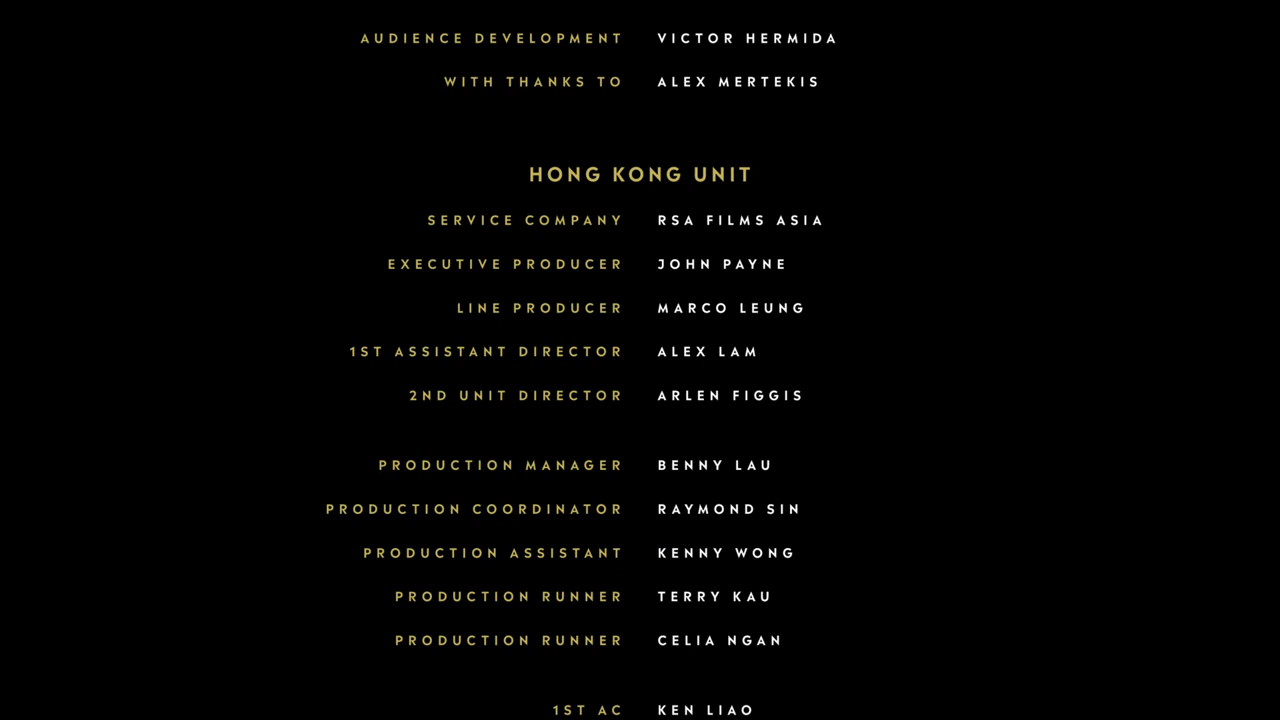 AUDIENCE DEVELOPMENT VICTOR HERMIDA
WITH THANKS TO ALEX MERTEKIS
HONG KONG UNIT
SERVICE COMPANY RSA FILMS ASIA
EXECUTIVE PRODUCER JOHN PAYNE
LINE PRODUCER MARCO LEUNG
1ST ASSISTANT DIRECTOR ALEX LAM
2ND UNIT DIRECTOR ARLEN FIGGIS
PRODUCTION MANAGER BENNY LAU
PRODUCTION COORDINATOR RAYMOND SIN
PRODUCTION ASSISTANT KENNY WONG
PRODUCTION RUNNER TERRY KAU
PRODUCTION RUNNER CELIA NGAN
1ST AC KEN LIAO